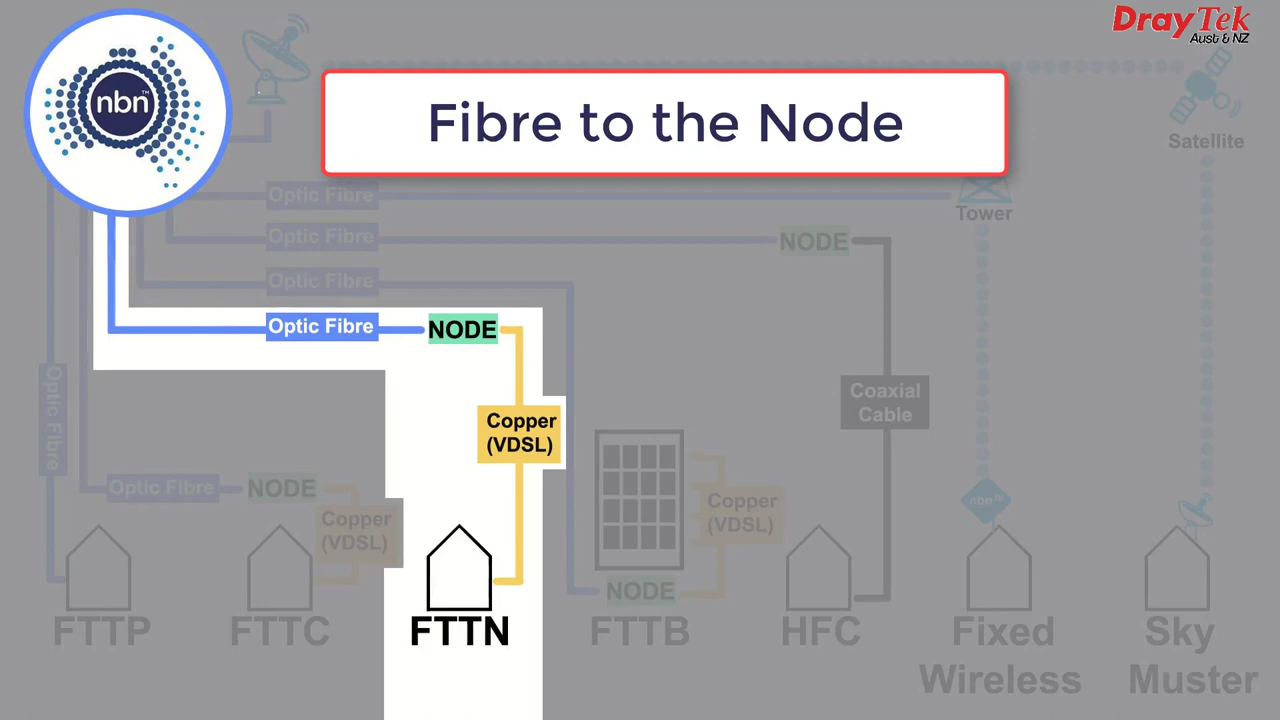 DrayTek
Aust & NZ
nbn™
Fibre to the Node
Satellite
Optic Fibre
Tower
Optic Fibre
NODE
Optic Fibre
Optic Fibre
NODE
Optic Fibre
Coaxial
Cable
Copper
(VDSL)
Optic Fibre
NODE
Copper
(VDSL)
Copper
(VDSL)
nbn™
NODE
FTTP
FTTC
FTTN
FTTB
HFC
Fixed
Wireless
Sky
Muster